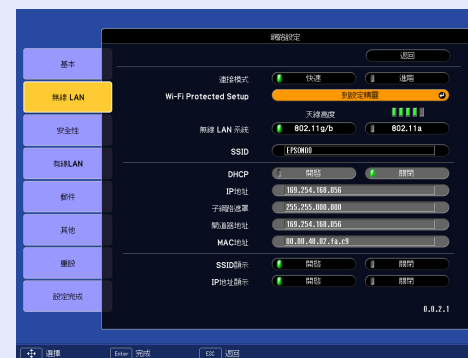 網路設定
返回
基本
連接模式 快速 進階
無線 LAN
Wi-Fi Protected Setup 到設定精靈
天線高度
安全性
無線 LAN 系統 802.11g/b 802.11a
SSID EPSON00
有線LAN
DHCP 開啟 關閉
IP地址 169.254.168.056
郵件
子網路遮罩 255.255.000.000
閘道器地址 169.254.168.056
其他
MAC地址 00.00.48.02.fa.c9
重設
SSID顯示 開啟 關閉
IP地址顯示 開啟 關閉
設定完成
0.0.2.1
選擇 Enter 完成 ESC 返回